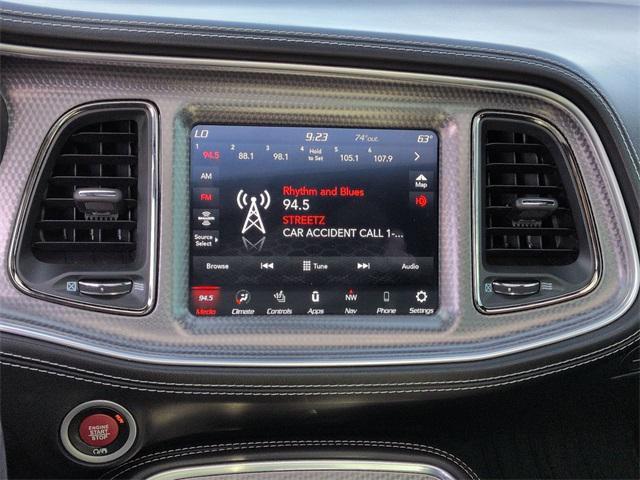 LO 9:23 74°out. 63°
1 94.5 2 88.1 3 98.1 4 Hold to Set 5 105.1 6 107.9
AM
FM
SiriusXM
Source
Select
Rhythm and Blues
94.5
STREETZ
CAR ACCIDENT CALL 1-...
Map
Browse Tune Audio
94.5 NW
Media Climate Controls Apps Nav Phone Settings
ENGINE
START
STOP